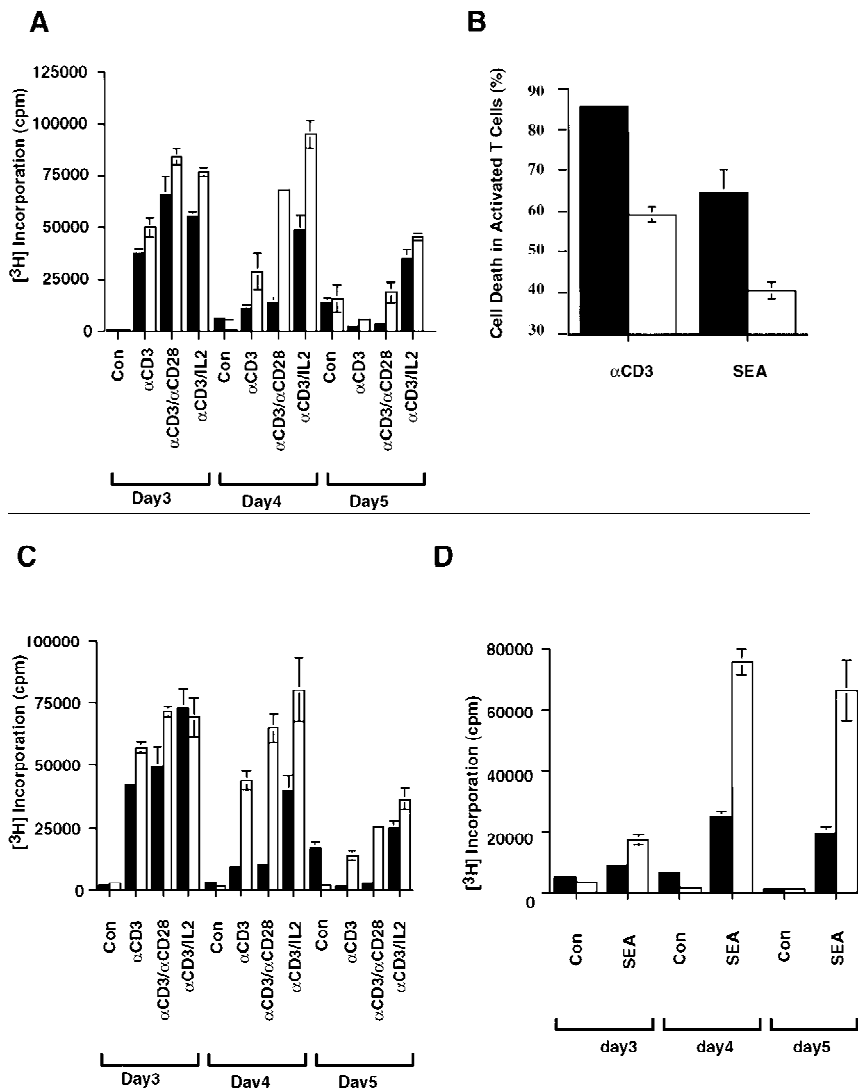 A
125000
100000
75000
50000
25000
0
[³H] Incorporation (cpm)
Con
αCD3
αCD3/αCD28
αCD3/IL2
Con
αCD3
αCD3/αCD28
αCD3/IL2
Con
αCD3
αCD3/αCD28
αCD3/IL2
Day3
Day4
Day5
B
90
80
70
60
50
40
30
Cell Death in Activated T Cells (%)
αCD3
SEA
C
100000
75000
50000
25000
0
[³H] Incorporation (cpm)
Con
αCD3
αCD3/αCD28
αCD3/IL2
Con
αCD3
αCD3/αCD28
αCD3/IL2
Con
αCD3
αCD3/αCD28
αCD3/IL2
Day3
Day4
Day5
D
80000
60000
40000
20000
0
[³H] Incorporation (cpm)
Con
SEA
Con
SEA
Con
SEA
day3
day4
day5